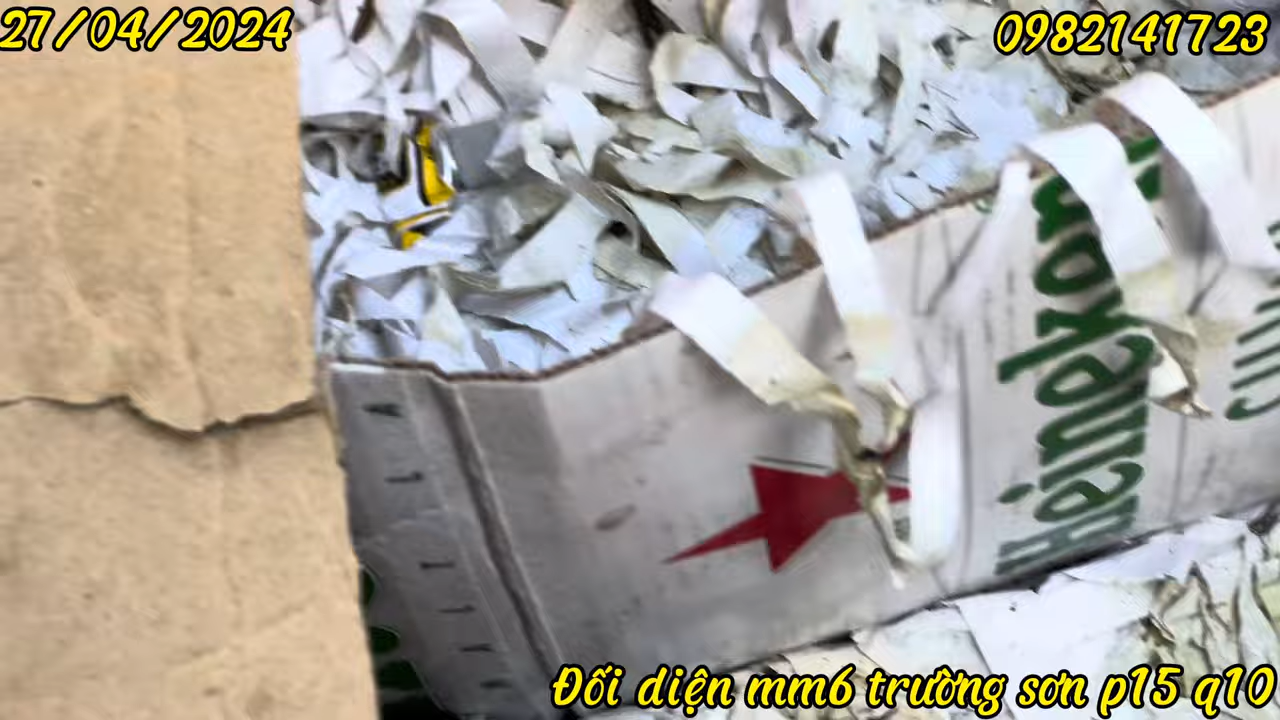 27/04/2024
0982141723
Heineken
Đối diện mm6 trường sơn p15 q10